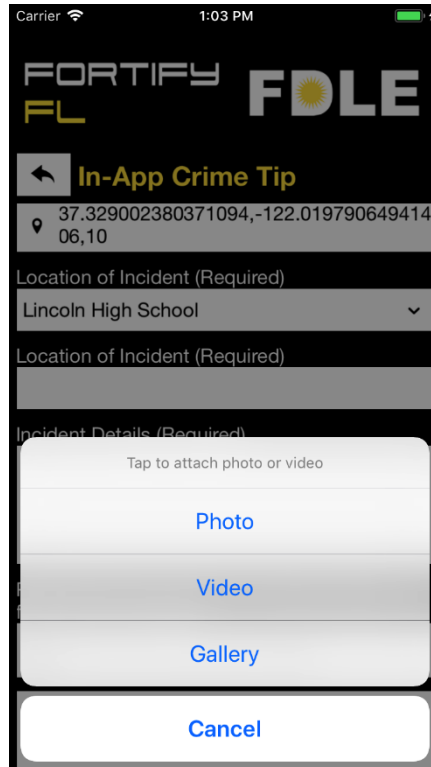 Carrier 1:03 PM
FORTIFY
FL
FDLE
In-App Crime Tip
37.329002380371094,-122.019790649414
06,10
Location of Incident (Required)
Lincoln High School
Location of Incident (Required)
Incident Details (Required)
Tap to attach photo or video
Photo
Video
Gallery
Cancel